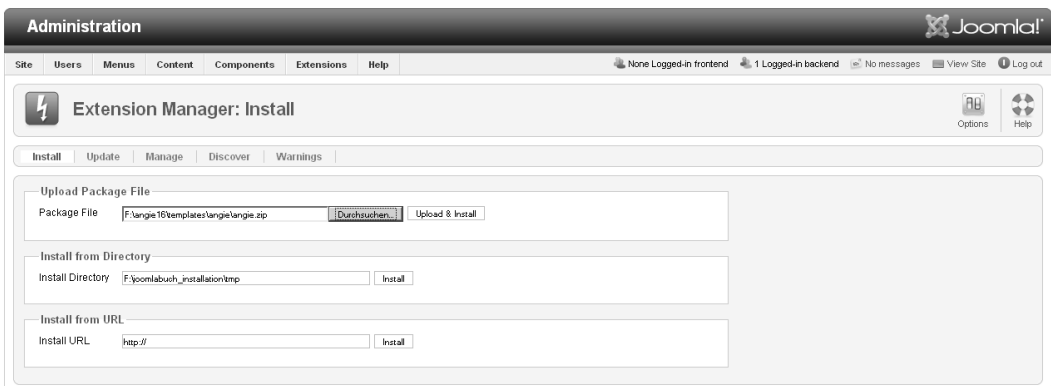 Administration Joomla!
Site Users Menus Content Components Extensions Help None Logged-in frontend 1 Logged-in backend No messages View Site Log out
Extension Manager: Install Options Help
Install Update Manage Discover Warnings
Upload Package File
Package File F:\angie16\templates\angie\angie.zip Durchsuchen... Upload & Install
Install from Directory
Install Directory F:\joomlabuch_installation\tmp Install
Install from URL
Install URL http:// Install